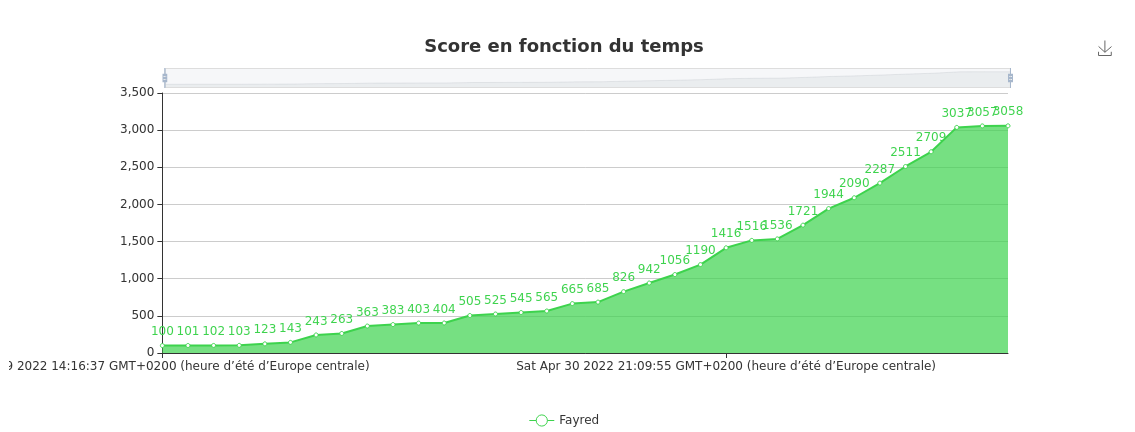 Score en fonction du temps
3,500
3,000
2,500
2,000
1,500
1,000
500
0
100 101 102 103 123 143 243 263 363 383 403 404 505 525 545 565 665 685 826 942 1056 1190 1416 1516 1536 1721 1944 2090 2287 2511 2709 3037 3057 3058
9 2022 14:16:37 GMT+0200 (heure d’été d’Europe centrale)
Sat Apr 30 2022 21:09:55 GMT+0200 (heure d’été d’Europe centrale)
Fayred